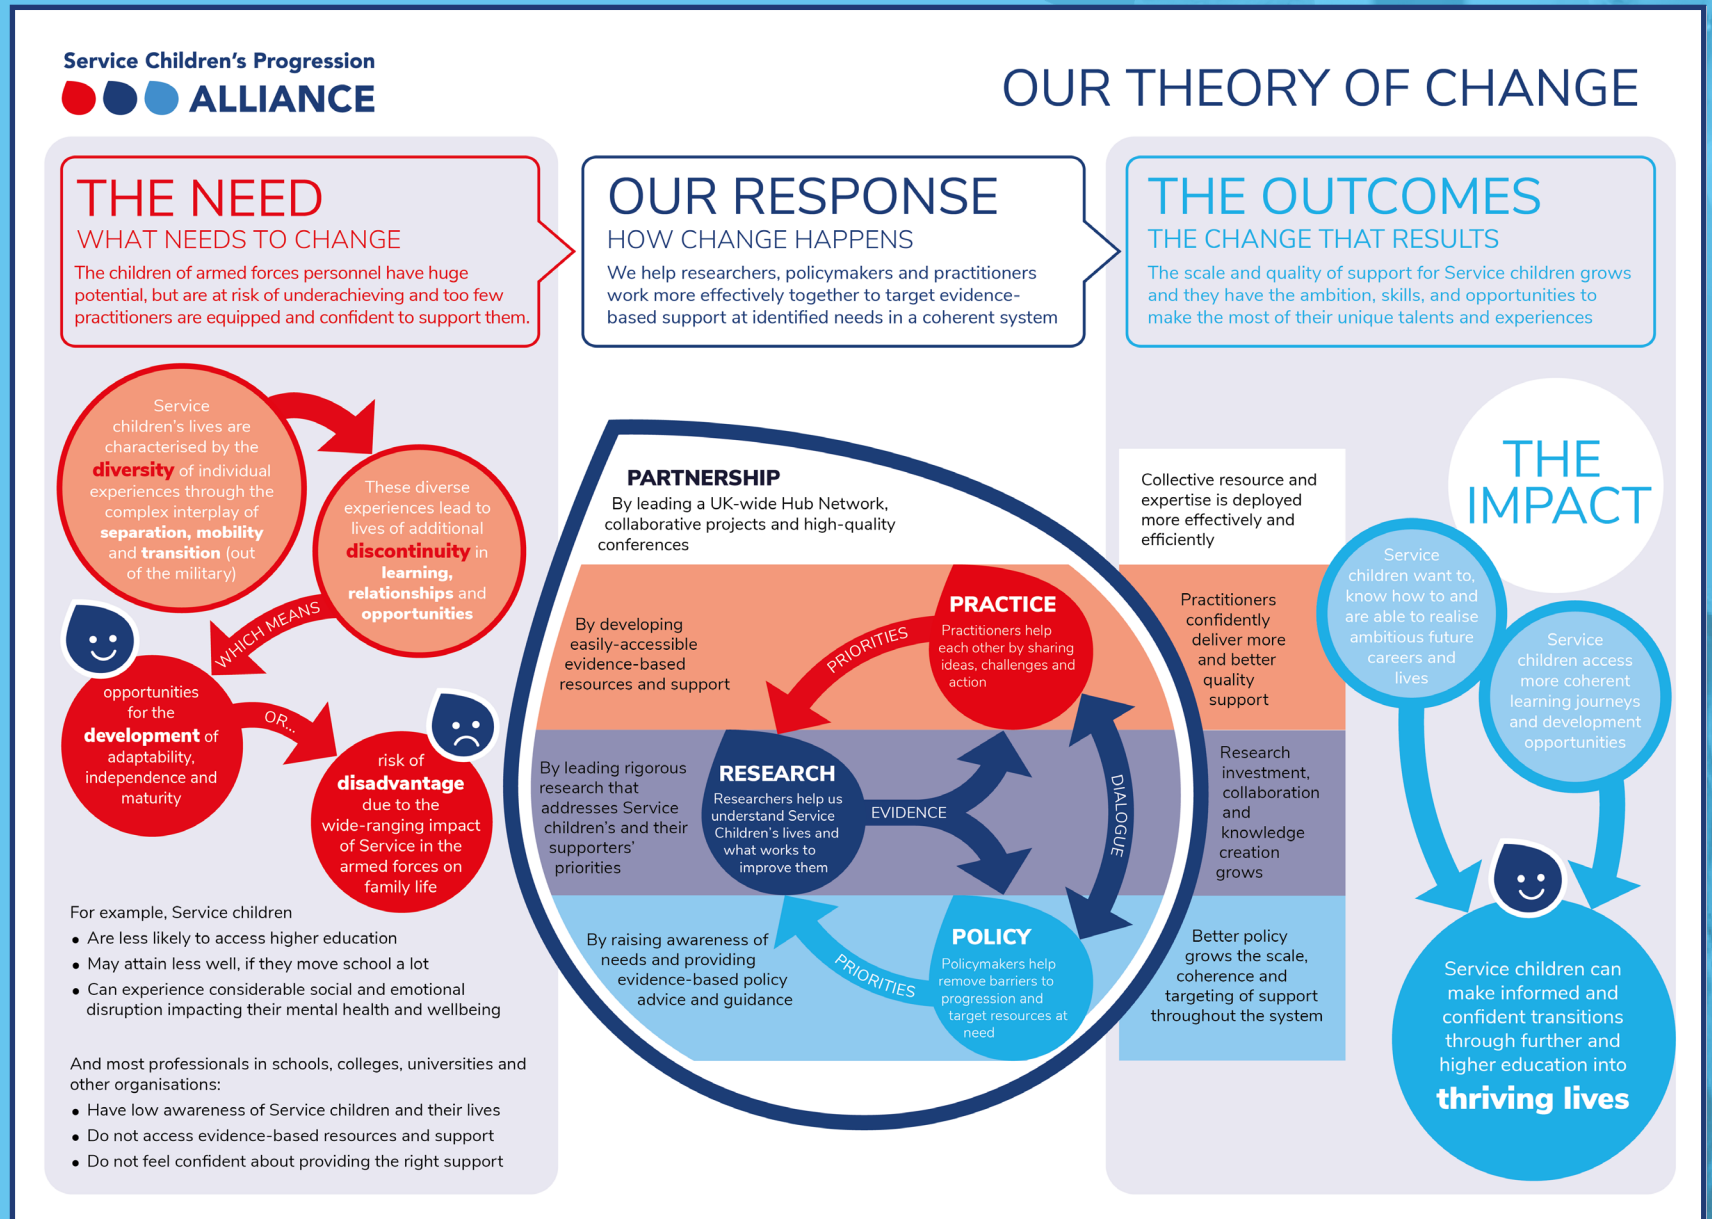 Service Children's Progression
ALLIANCE
OUR THEORY OF CHANGE
THE NEED
WHAT NEEDS TO CHANGE
The children of armed forces personnel have huge
potential, but are at risk of underachieving and too few
practitioners are equipped and confident to support them.
OUR RESPONSE
HOW CHANGE HAPPENS
We help researchers, policymakers and practitioners
work more effectively together to target evidence-
based support at identified needs in a coherent system
THE OUTCOMES
THE CHANGE THAT RESULTS
The scale and quality of support for Service children grows
and they have the ambition, skills, and opportunities to
make the most of their unique talents and experiences
Service
children's lives are
characterised by the
diversity of individual
experiences through the
complex interplay of
separation, mobility
and transition (out
of the military)
These diverse
experiences lead to
lives of additional
discontinuity in
learning,
relationships and
opportunities
WHICH MEANS
opportunities
for the
development of
adaptability,
independence and
maturity
OR...
risk of
disadvantage
due to the
wide-ranging impact
of Service in the
armed forces on
family life
For example, Service children
• Are less likely to access higher education
• May attain less well, if they move school a lot
• Can experience considerable social and emotional
disruption impacting their mental health and wellbeing
And most professionals in schools, colleges, universities and
other organisations:
• Have low awareness of Service children and their lives
• Do not access evidence-based resources and support
• Do not feel confident about providing the right support
PARTNERSHIP
By leading a UK-wide Hub Network,
collaborative projects and high-quality
conferences
By developing
easily-accessible
evidence-based
resources and support
PRIORITIES
PRACTICE
Practitioners help
each other by sharing
ideas, challenges and
action
By leading rigorous
research that
addresses Service
children's and their
supporters'
priorities
RESEARCH
Researchers help us
understand Service
Children's lives and
what works to
improve them
EVIDENCE
DIALOGUE
By raising awareness of
needs and providing
evidence-based policy
advice and guidance
PRIORITIES
POLICY
Policymakers help
remove barriers to
progression and
target resources at
need
Collective resource and
expertise is deployed
more effectively and
efficiently
Practitioners
confidently
deliver more
and better
quality
support
Research
investment,
collaboration
and
knowledge
creation
grows
Better policy
grows the scale,
coherence and
targeting of support
throughout the system
THE
IMPACT
Service
children want to,
know how to and
are able to realise
ambitious future
careers and
lives
Service
children access
more coherent
learning journeys
and development
opportunities
Service children can
make informed and
confident transitions
through further and
higher education into
thriving lives